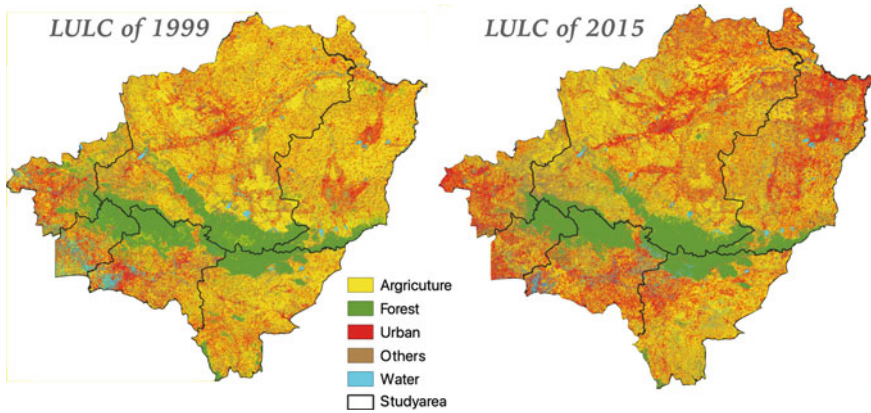 LULC of 1999
LULC of 2015
Argricuture
Forest
Urban
Others
Water
Studyarea